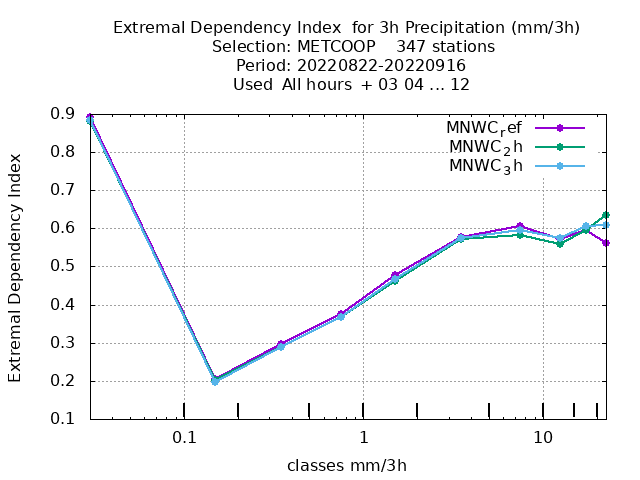 Extremal Dependency Index  for 3h Precipitation (mm/3h)
Selection: METCOOP    347 stations
Period: 20220822-20220916
Used  All hours  + 03 04 ... 12
MNWC_ref
MNWC_2h
MNWC_3h
0.9
0.8
0.7
0.6
0.5
0.4
0.3
0.2
0.1
Extremal Dependency Index
0.1 1 10
classes mm/3h